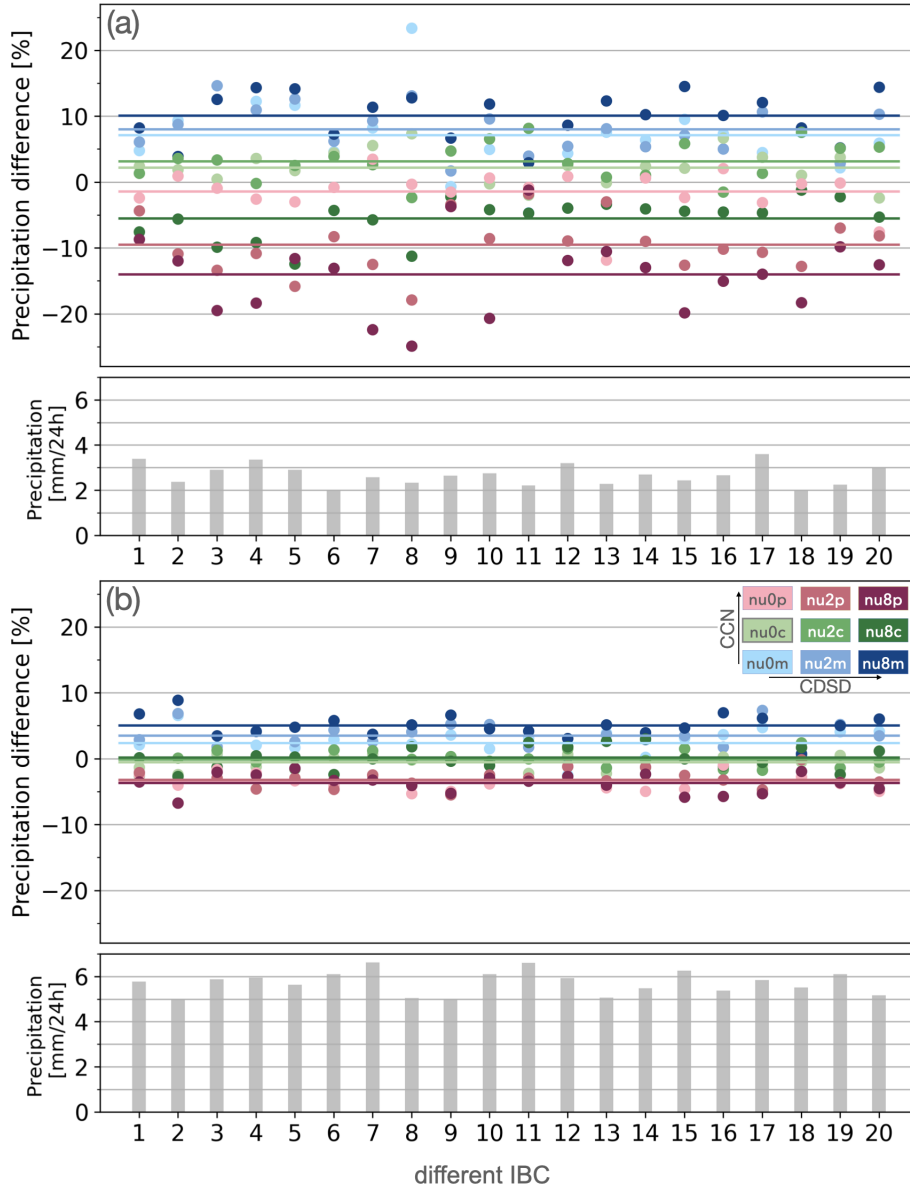 (a)
Precipitation difference [%]
20
10
0
−10
−20
Precipitation
[mm/24h]
6
4
2
0
1 2 3 4 5 6 7 8 9 10 11 12 13 14 15 16 17 18 19 20
(b)
Precipitation difference [%]
20
10
0
−10
−20
CCN
nu0p nu2p nu8p
nu0c nu2c nu8c
nu0m nu2m nu8m
CDSD
Precipitation
[mm/24h]
6
4
2
0
1 2 3 4 5 6 7 8 9 10 11 12 13 14 15 16 17 18 19 20
different IBC